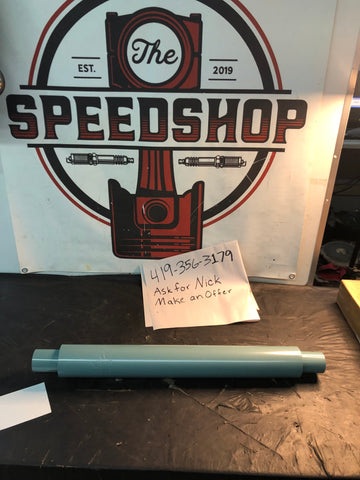 The
EST. 2019
SPEEDSHOP
419-356-3179
Ask for Nick
Make an Offer